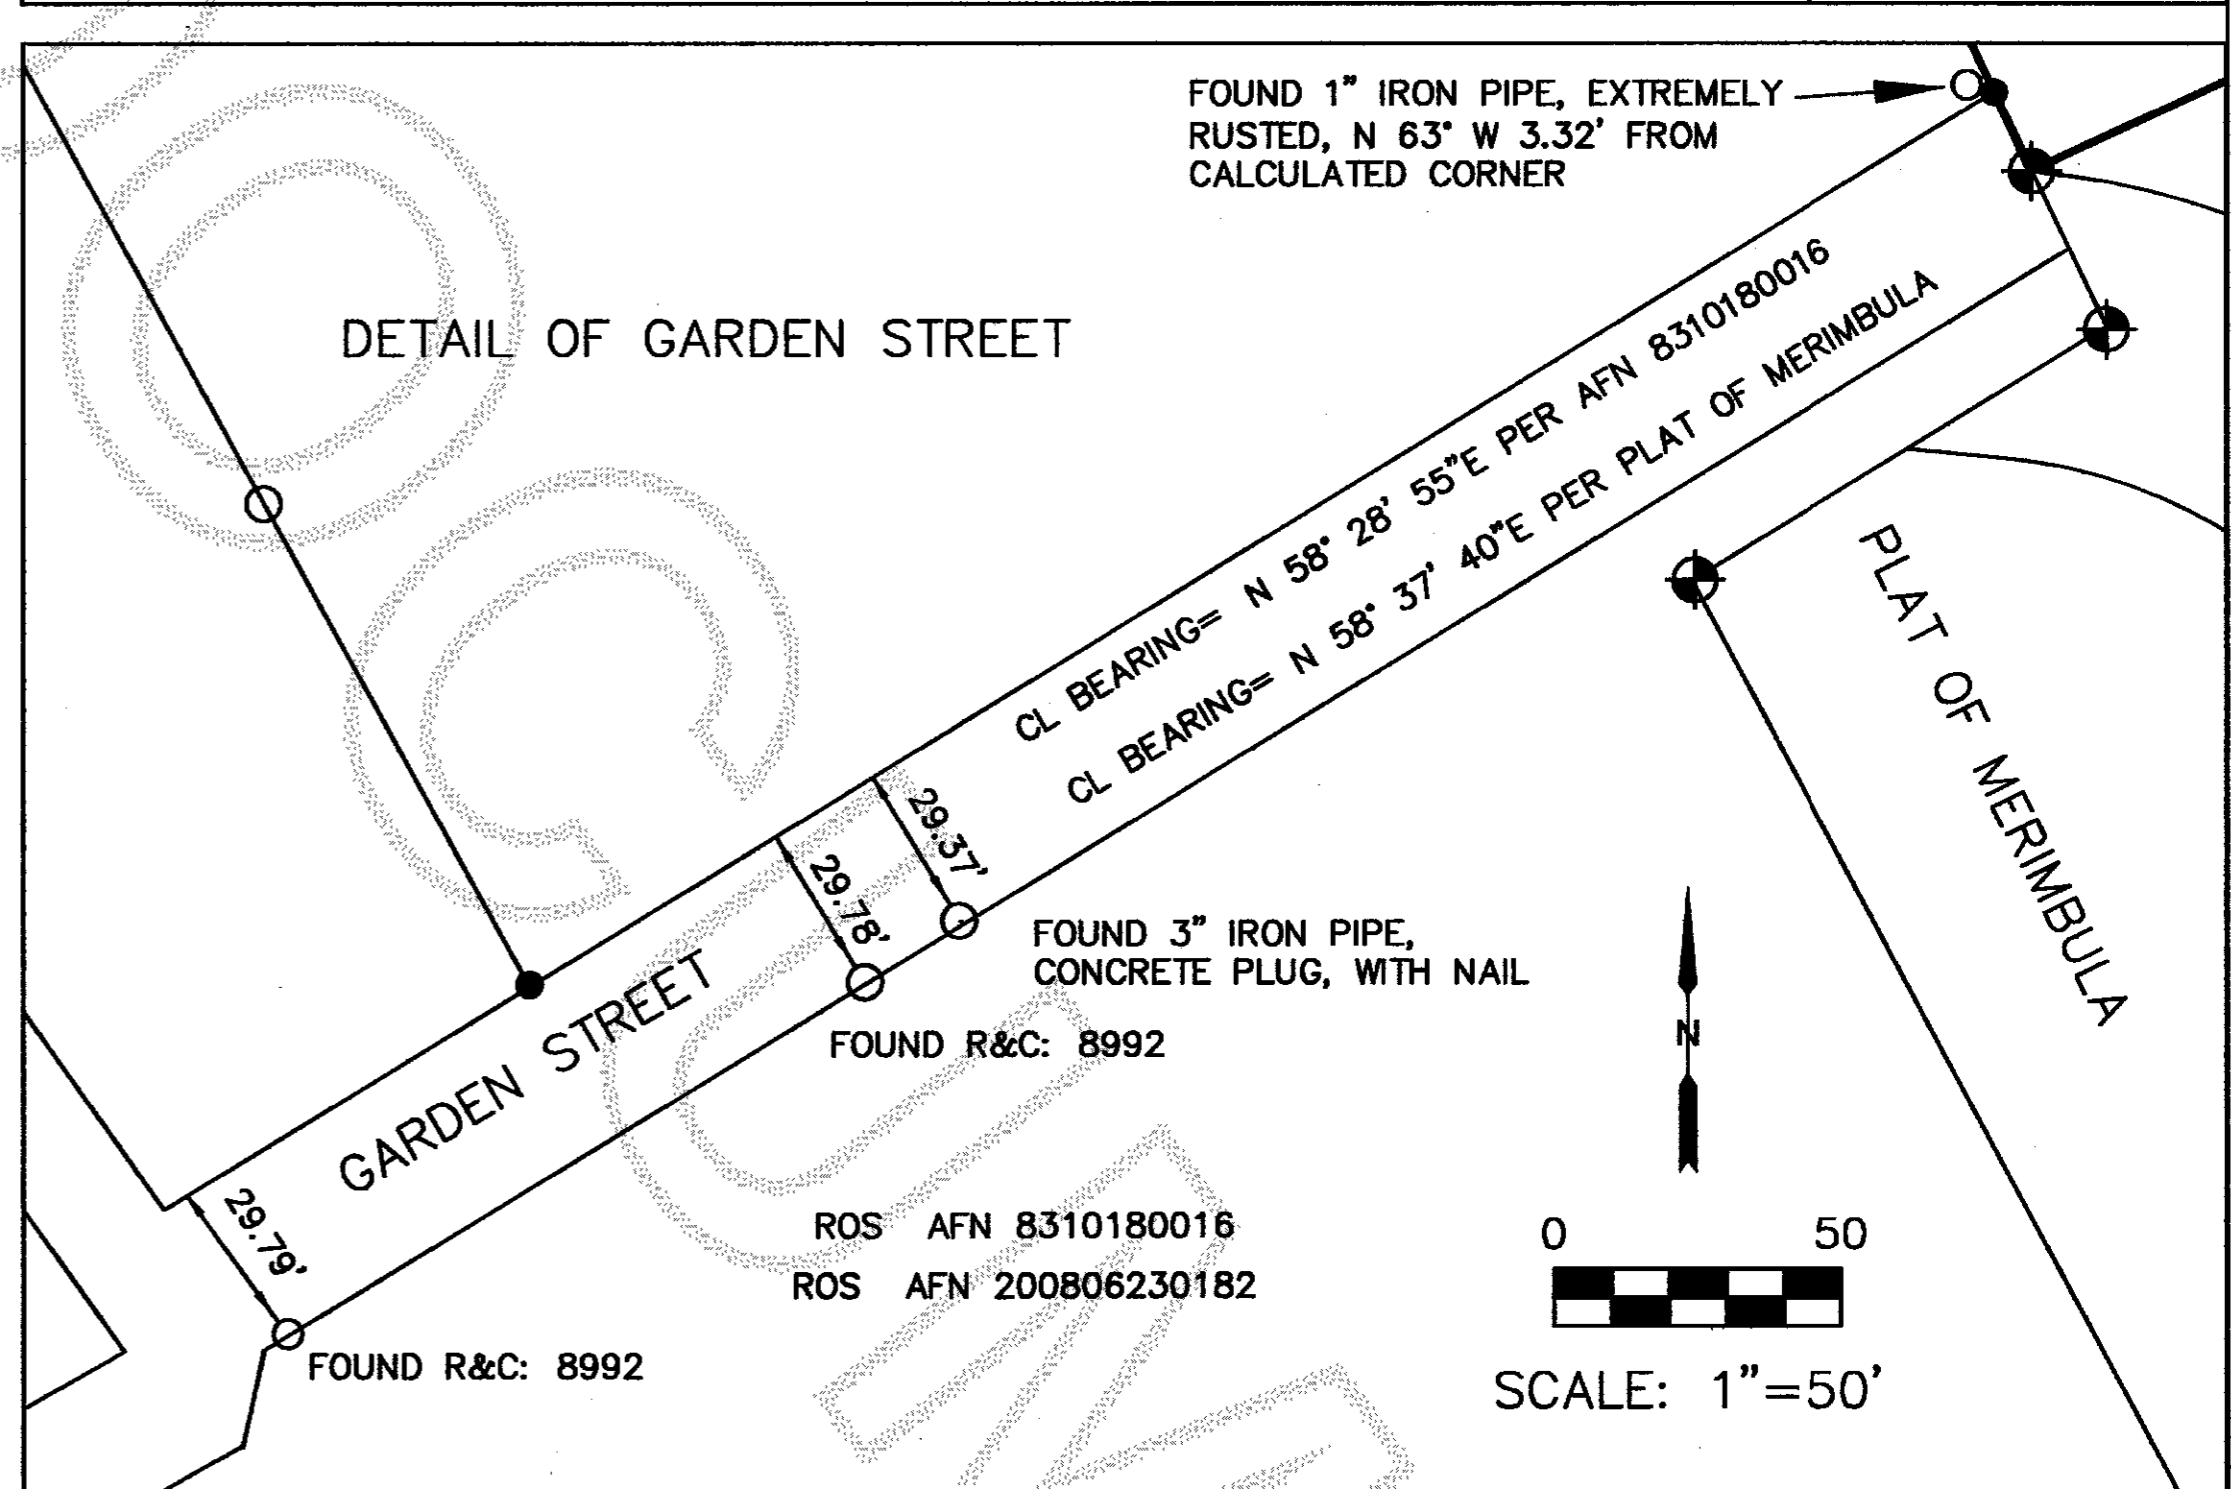 FOUND 1" IRON PIPE, EXTREMELY
RUSTED, N 63° W 3.32' FROM
CALCULATED CORNER
DETAIL OF GARDEN STREET
CL BEARING= N 58° 28' 55"E PER AFN 8310180016
CL BEARING= N 58° 37' 40"E PER PLAT OF MERIMBULA
PLAT OF MERIMBULA
29.37'
29.78'
FOUND 3" IRON PIPE,
CONCRETE PLUG, WITH NAIL
FOUND R&C: 8992
GARDEN STREET
N
29.79'
FOUND R&C: 8992
ROS AFN 8310180016
ROS AFN 200806230182
0 50
SCALE: 1"=50'